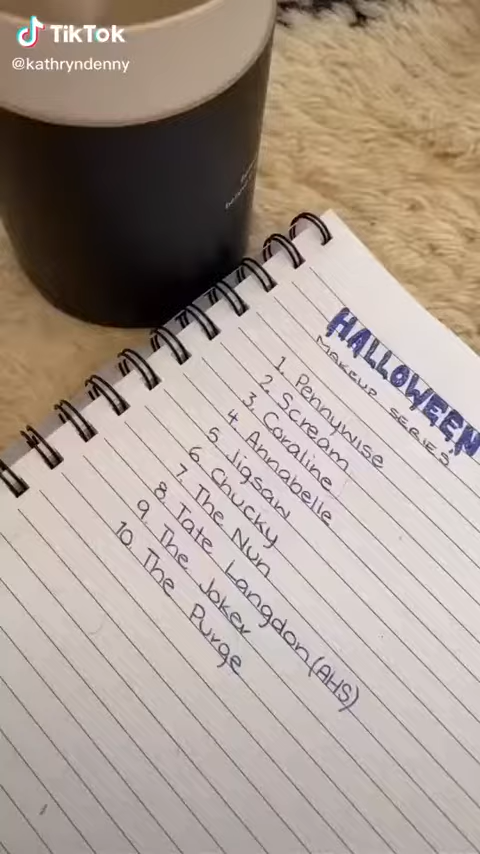 TikTok
@kathryndenny
HALLOWEEN
MAKEUP SERIES
1. Pennywise
2. Scream
3. Coraline
4 Annabelle
5 Jigsaw
6. Chucky
7. The Nun
8. Tate Langdon (AHS)
9. The Joker
10. The Purge